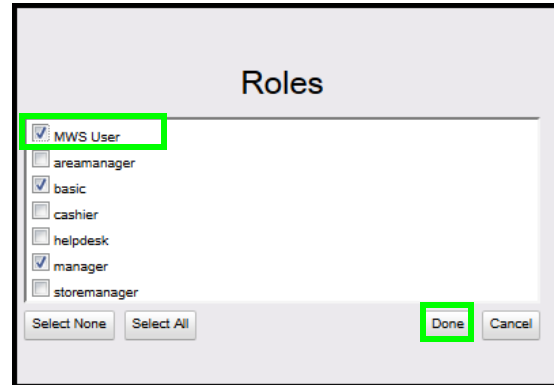 Roles
MWS User
areamanager
basic
cashier
helpdesk
manager
storemanager
Select None Select All Done Cancel